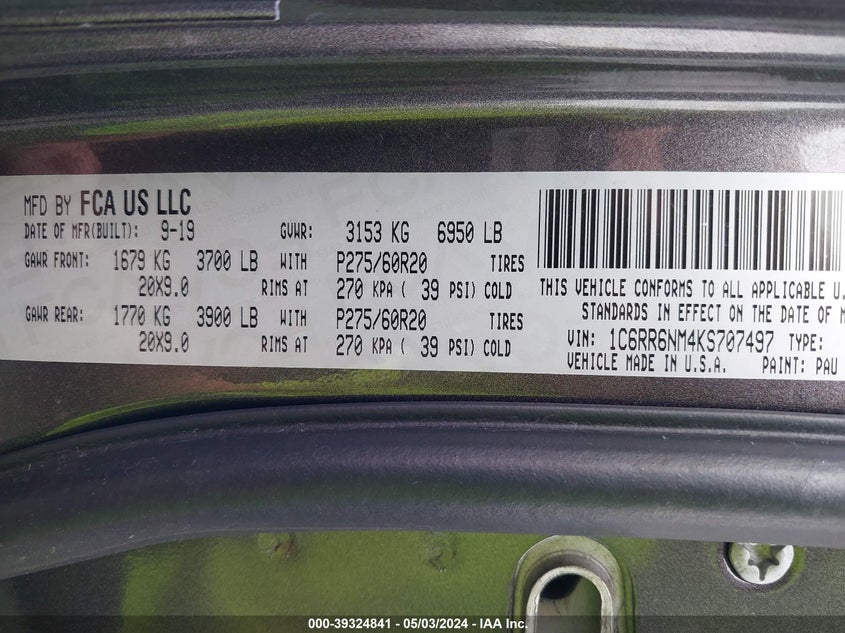 MFD BY FCA US LLC
DATE OF MFR(BUILT): 9-19 GVWR: 3153 KG 6950 LB
GAWR FRONT: 1679 KG 3700 LB WITH P275/60R20 TIRES
20X9.0 RIMS AT 270 KPA ( 39 PSI) COLD
GAWR REAR: 1770 KG 3900 LB WITH P275/60R20 TIRES
20X9.0 RIMS AT 270 KPA ( 39 PSI) COLD
THIS VEHICLE CONFORMS TO ALL APPLICABLE U.
STANDARDS IN EFFECT ON THE DATE OF M
VIN: 1C6RR6NM4KS707497 TYPE:
VEHICLE MADE IN U.S.A. PAINT: PAU
000-39324841 - 05/03/2024 - IAA Inc.